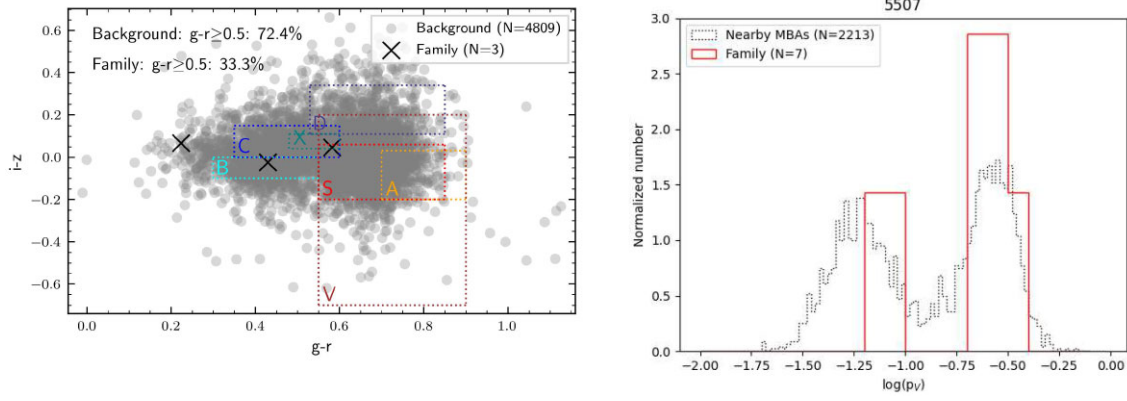 Background: g-r≥0.5: 72.4%
Family: g-r≥0.5: 33.3%
Background (N=4809)
Family (N=3)
0.6
0.4
0.2
0.0
−0.2
−0.4
−0.6
i-z
D
X
C
B
S
A
V
0.0 0.2 0.4 0.6 0.8 1.0
g-r
5507
Nearby MBAs (N=2213)
Family (N=7)
3.0
2.5
2.0
1.5
1.0
0.5
0.0
Normalized number
−2.00 −1.75 −1.50 −1.25 −1.00 −0.75 −0.50 −0.25 0.00
log(pV)